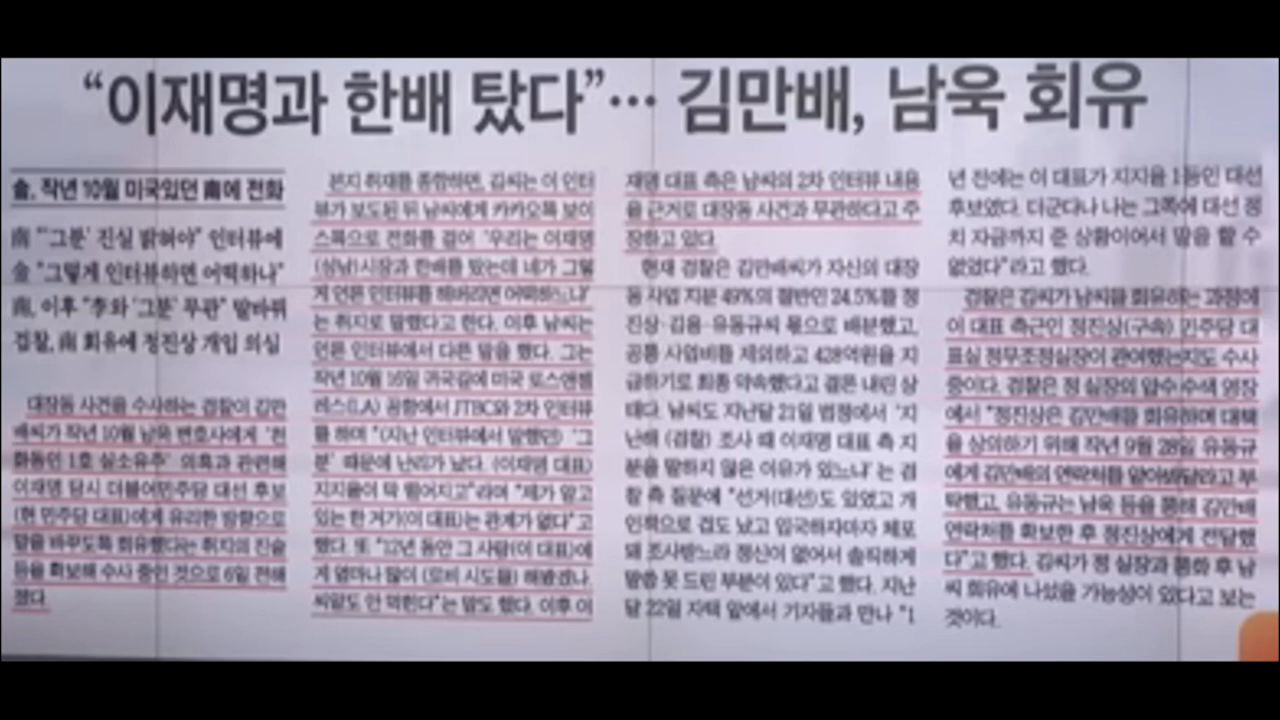 “이재명과 한배 탔다”… 김만배, 남욱 회유
金, 작년 10월 미국있던 南에 전화
南 “‘그분’ 진실 밝혀야” 인터뷰에
金 “그렇게 인터뷰하면 어떡하나”
南, 이후 “李와 ‘그분’ 무관” 말바꿔
검찰, 南 회유에 정진상 개입 의심
대장동 사건을 수사하는 검찰이 김만
배씨가 작년 10월 남욱 변호사에게 ‘천
화동인 1호 실소유주’ 의혹과 관련해
이재명 당시 더불어민주당 대선 후보
(현 민주당 대표)에게 유리한 방향으로
말을 바꾸도록 회유했다는 취지의 진술
등을 확보해 수사 중인 것으로 6일 전해
졌다.
본지 취재를 종합하면, 김씨는 이 인터
뷰가 보도된 뒤 남씨에게 카카오톡 보이
스톡으로 전화를 걸어 ‘우리는 이재명
(성남)시장과 한배를 탔는데 네가 그렇
게 언론 인터뷰를 해버리면 어떡하느냐’
는 취지로 말했다고 한다. 이후 남씨는
언론 인터뷰에서 다른 말을 했다. 그는
작년 10월 16일 귀국길에 미국 로스앤젤
레스(LA) 공항에서 JTBC와 2차 인터뷰
를 하며 “(지난 인터뷰에서 말했던) ‘그
분’ 때문에 난리가 났다. (이재명 대표)
지지율이 막 떨어지고”라며 “제가 알고
있는 한 거기(이 대표)는 관계가 없다”고
했다. 또 “12년 동안 그 사람(이 대표)에
게 얼마나 많이 (로비 시도를) 해봤겠나.
씨알도 안 먹힌다”는 말도 했다. 이후 이
재명 대표 측은 남씨의 2차 인터뷰 내용
을 근거로 대장동 사건과 무관하다고 주
장하고 있다.
현재 검찰은 김만배씨가 자신의 대장
동 사업 지분 49%의 절반인 24.5%를 정
진상·김용·유동규씨 몫으로 배분했고,
공통 사업비를 제외하고 428억원을 지
급하기로 최종 약속했다고 결론 내린 상
태다. 남씨도 지난달 21일 법정에서 ‘지
난해 (검찰) 조사 때 이재명 대표 측 지
분을 말하지 않은 이유가 있느냐’는 검
찰 측 질문에 “선거(대선)도 있었고 개
인적으로 겁도 났고 입국하자마자 체포
돼 조사받느라 정신이 없어서 솔직하게
말씀 못 드린 부분이 있다”고 했다. 지난
달 22일 자택 앞에서 기자들과 만나 “1
년 전에는 이 대표가 지지율 1등인 대선
후보였다. 더군다나 나는 그쪽에 대선 정
치 자금까지 준 상황이어서 말을 할 수
없었다”라고 했다.
검찰은 김씨가 남씨를 회유하는 과정에
이 대표 측근인 정진상(구속) 민주당 대
표실 정무조정실장이 관여했는지도 수사
중이다. 검찰은 정 실장의 압수 수색 영장
에서 “정진상은 김만배를 회유하며 대책
을 상의하기 위해 작년 9월 28일 유동규
에게 김만배의 연락처를 알아봐달라고 부
탁했고, 유동규는 남욱 등을 통해 김만배
연락처를 확보한 후 정진상에게 전달했
다”고 했다. 김씨가 정 실장과 통화 후 남
씨 회유에 나섰을 가능성이 있다고 보는
것이다.